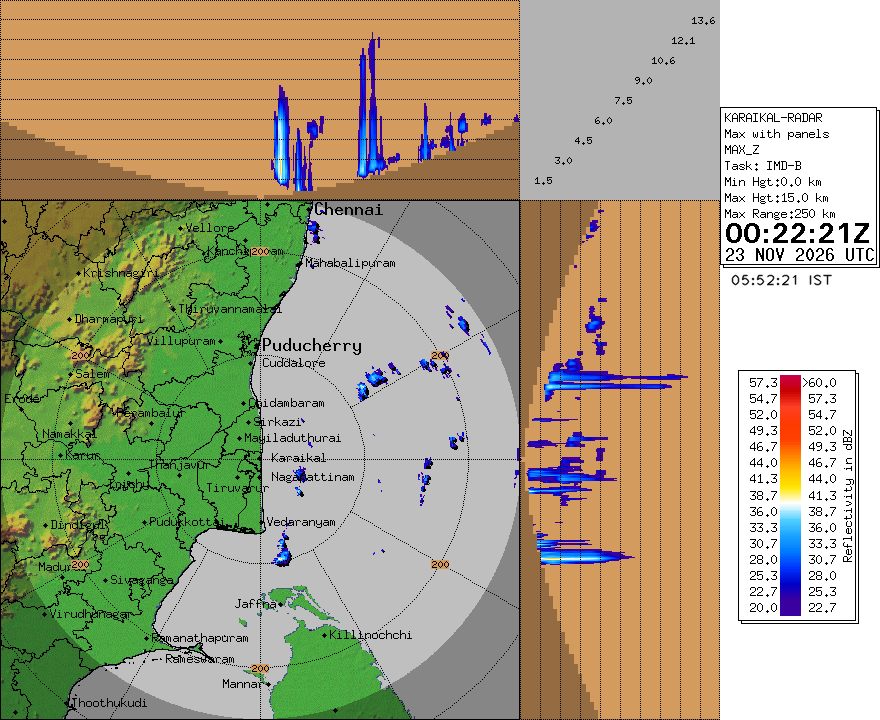 13.6
12.1
10.6
9.0
7.5
6.0
4.5
3.0
1.5
KARAIKAL-RADAR
Max with panels
MAX_Z
Task: IMD-B
Min Hgt:0.0 km
Max Hgt:15.0 km
Max Range:250 km
00:22:21Z
23 NOV 2026 UTC
05:52:21 IST
Chennai
Vellore
200
Mahabalipuram
Krishnagiri
Thiruvannamalai
Dharmapuri
Villupuram
Puducherry
200
200
Cuddalore
Salem
Erode
Chidambaram
Perambalur
Sirkazi
Namakkal
Mayiladuthurai
Karur
Karaikal
Thanjavur
Nagapattinam
Tiruvarur
Dindigul
Pudukkottai
Vedaranyam
200
200
Sivaganga
Jaffna
Virudhunagar
Ramanathapuram
Killinochchi
Rameswaram
200
Mannar
Thoothukudi
57.3 >60.0
54.7 57.3
52.0 54.7
49.3 52.0
46.7 49.3
44.0 46.7
41.3 44.0
38.7 41.3
36.0 38.7
33.3 36.0
30.7 33.3
28.0 30.7
25.3 28.0
22.7 25.3
20.0 22.7
Reflectivity in dBZ